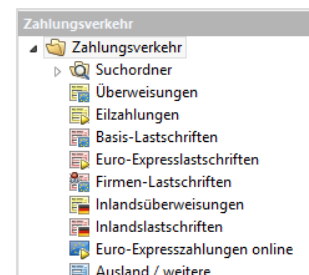 Zahlungsverkehr
Zahlungsverkehr
Suchordner
Überweisungen
Eilzahlungen
Basis-Lastschriften
Euro-Expresslastschriften
Firmen-Lastschriften
Inlandsüberweisungen
Inlandslastschriften
Euro-Expresszahlungen online
Ausland / weitere